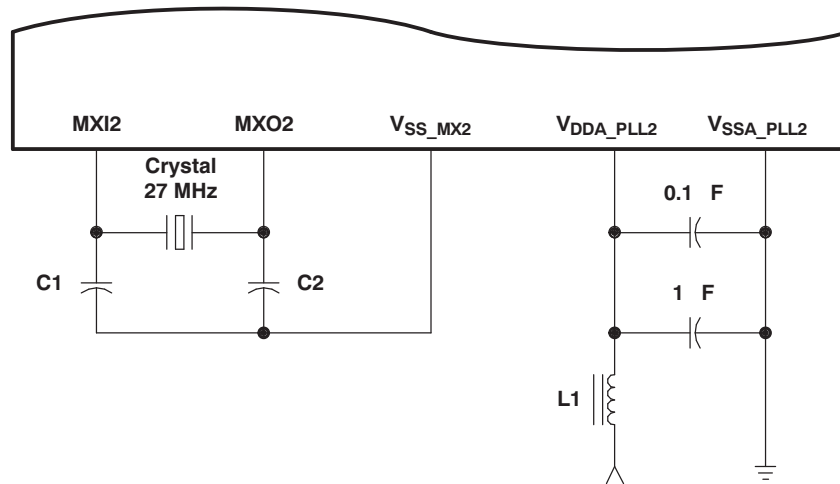 MXI2 MXO2 VSS_MX2 VDDA_PLL2 VSSA_PLL2
Crystal
27 MHz
0.1 F
C1 C2
1 F
L1